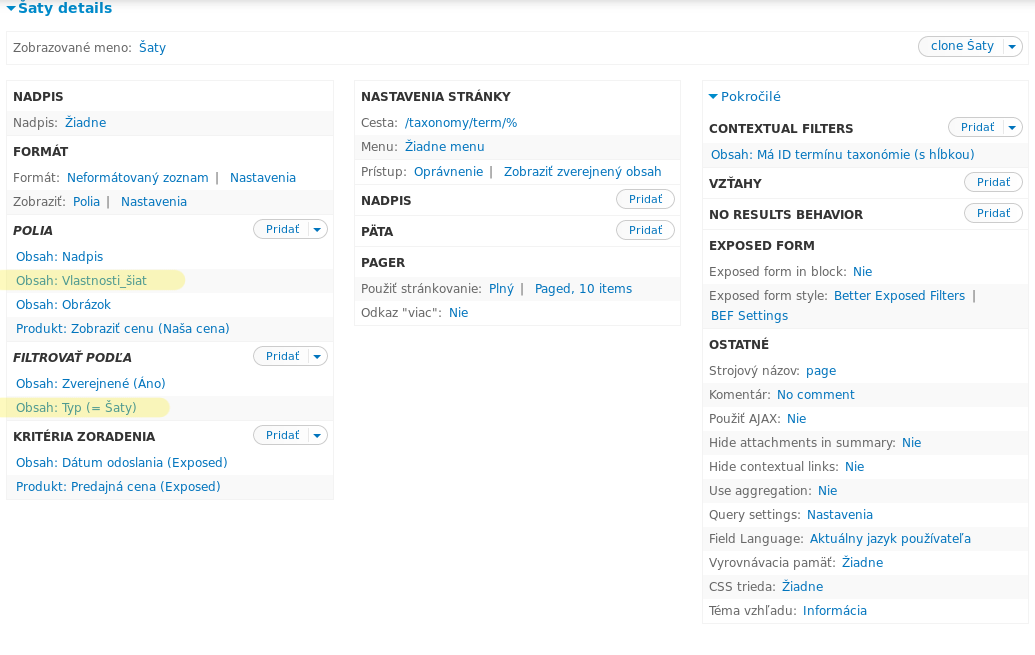 Šaty details
Zobrazované meno: Šaty
clone Šaty
NADPIS
Nadpis: Žiadne
FORMÁT
Formát: Neformátovaný zoznam | Nastavenia
Zobraziť: Polia | Nastavenia
POLIA Pridať
Obsah: Nadpis
Obsah: Vlastnosti_šiat
Obsah: Obrázok
Produkt: Zobraziť cenu (Naša cena)
FILTROVAŤ PODĽA Pridať
Obsah: Zverejnené (Áno)
Obsah: Typ (= Šaty)
KRITÉRIA ZORADENIA Pridať
Obsah: Dátum odoslania (Exposed)
Produkt: Predajná cena (Exposed)
NASTAVENIA STRÁNKY
Cesta: /taxonomy/term/%
Menu: Žiadne menu
Prístup: Oprávnenie | Zobraziť zverejnený obsah
NADPIS Pridať
PÄTA Pridať
PAGER
Použiť stránkovanie: Plný | Paged, 10 items
Odkaz "viac": Nie
Pokročilé
CONTEXTUAL FILTERS Pridať
Obsah: Má ID termínu taxonómie (s hĺbkou)
VZŤAHY Pridať
NO RESULTS BEHAVIOR Pridať
EXPOSED FORM
Exposed form in block: Nie
Exposed form style: Better Exposed Filters |
BEF Settings
OSTATNÉ
Strojový názov: page
Komentár: No comment
Použiť AJAX: Nie
Hide attachments in summary: Nie
Hide contextual links: Nie
Use aggregation: Nie
Query settings: Nastavenia
Field Language: Aktuálny jazyk používateľa
Vyrovnávacia pamäť: Žiadne
CSS trieda: Žiadne
Téma vzhľadu: Informácia